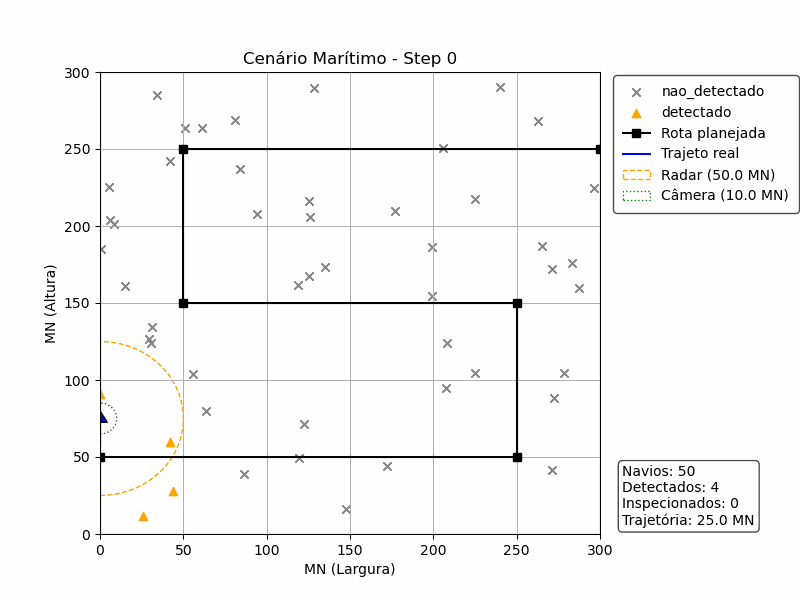 Cenário Marítimo - Step 0
300
250
200
150
100
50
0
MN (Altura)
0 50 100 150 200 250 300
MN (Largura)
nao_detectado
detectado
Rota planejada
Trajeto real
Radar (50.0 MN)
Câmera (10.0 MN)
Navios: 50
Detectados: 4
Inspecionados: 0
Trajetória: 25.0 MN